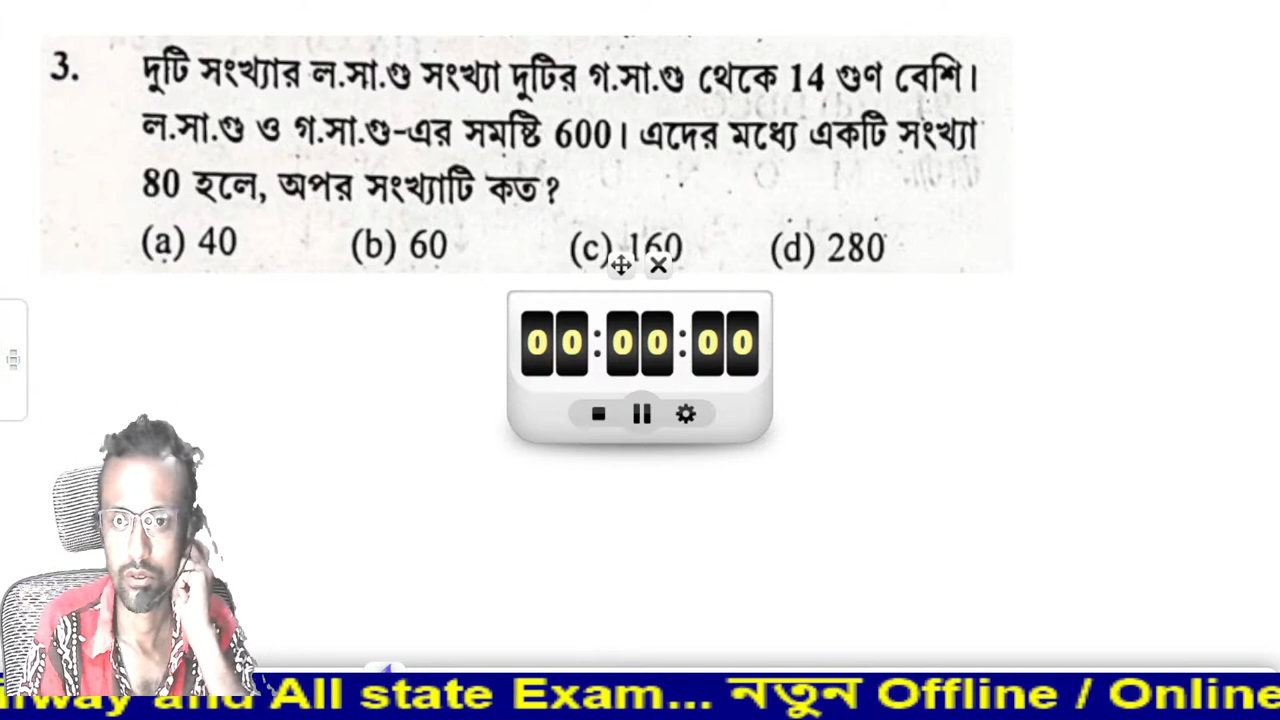 3. দুটি সংখ্যার ল.সা.গু সংখ্যা দুটির গ.সা.গু থেকে 14 গুণ বেশি।
ল.সা.গু ও গ.সা.গু-এর সমষ্টি 600। এদের মধ্যে একটি সংখ্যা
80 হলে, অপর সংখ্যাটি কত?
(a) 40 (b) 60 (c) 160 (d) 280
00:00:00
and All state Exam... নতুন Offline / Online